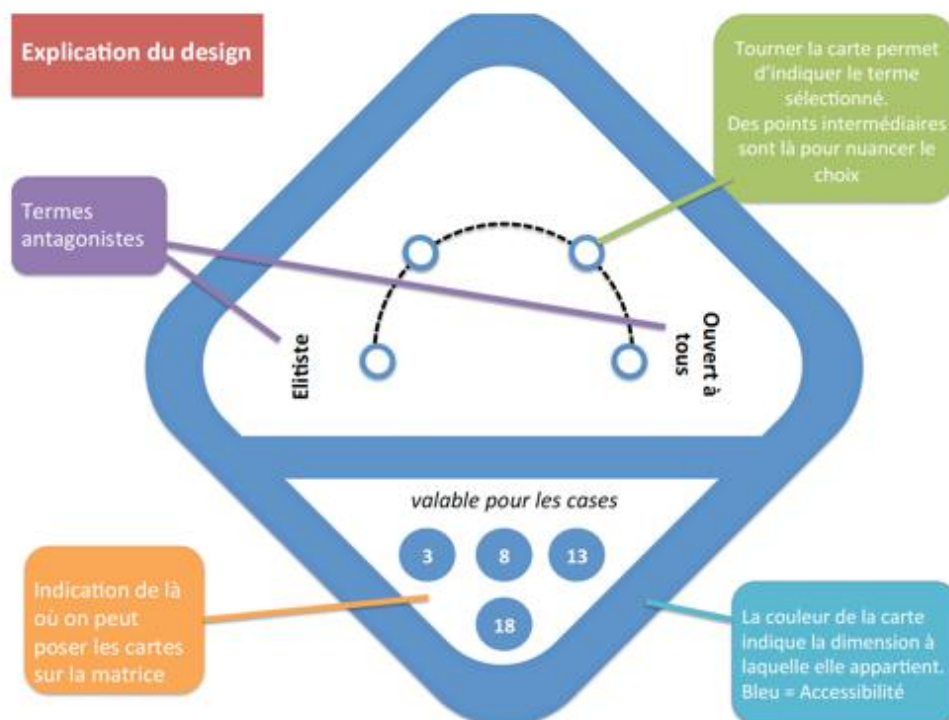 Explication du design
Tourner la carte permet
d'indiquer le terme
sélectionné.
Des points intermédiaires
sont là pour nuancer le
choix
Termes
antagonistes
Elitiste
Ouvert à
tous
valable pour les cases
3 8 13
18
Indication de là
où on peut
poser les cartes
sur la matrice
La couleur de la carte
indique la dimension à
laquelle elle appartient.
Bleu = Accessibilité